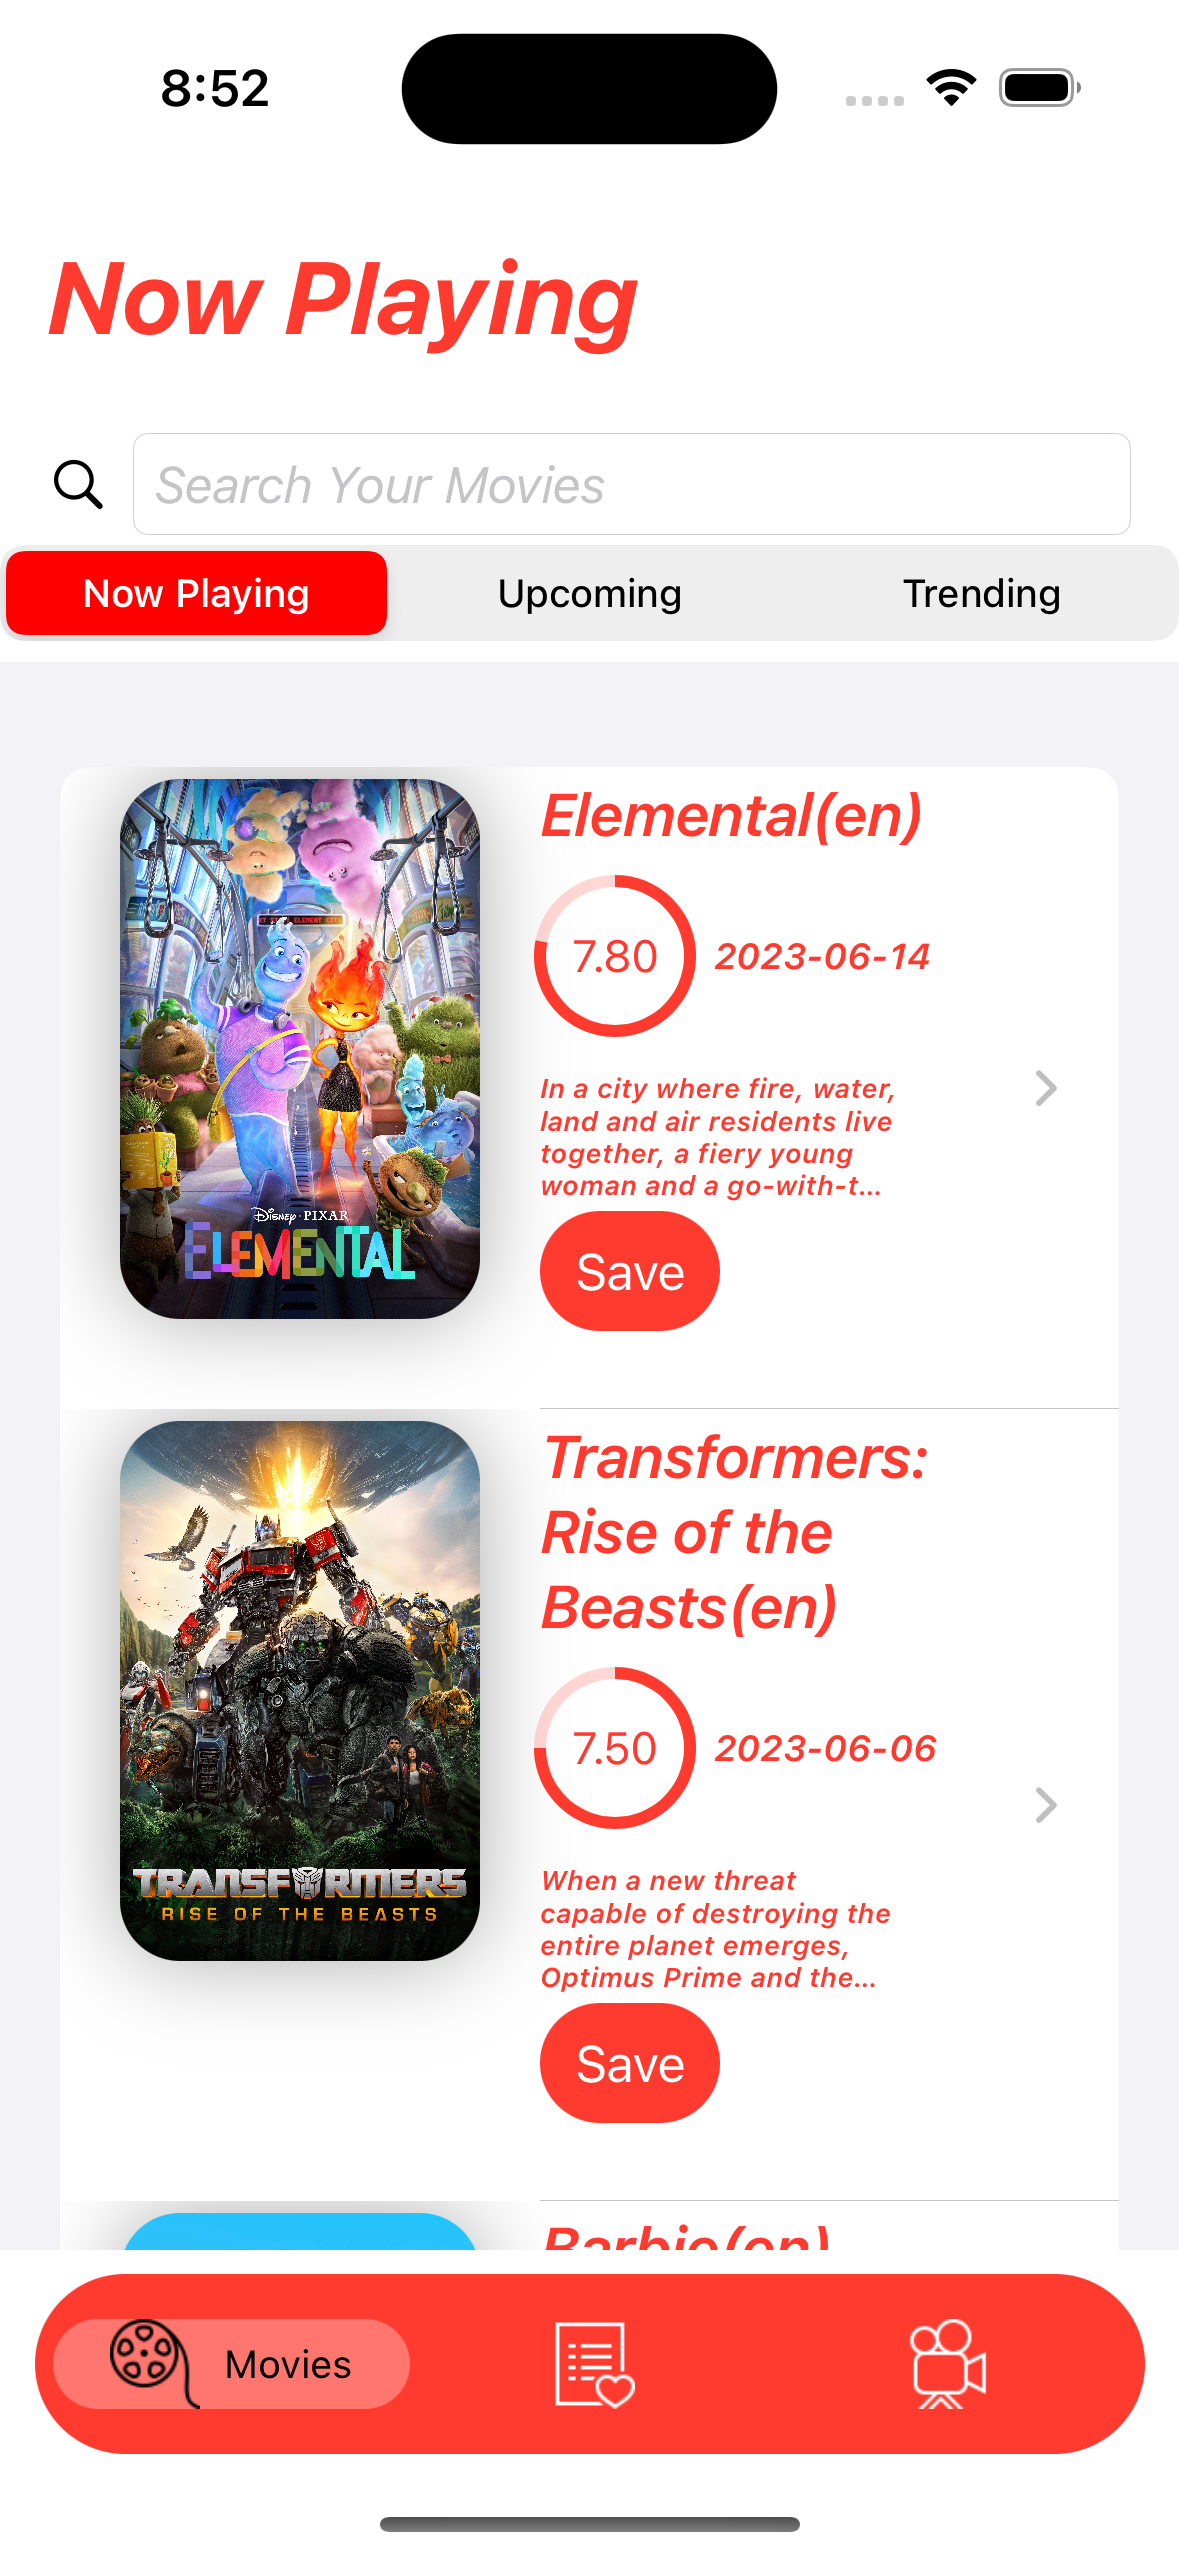 8:52
Now Playing
Search Your Movies
Now Playing
Upcoming
Trending
Elemental(en)
7.80
2023-06-14
In a city where fire, water,
land and air residents live
together, a fiery young
woman and a go-with-t...
Save
DISNEY · PIXAR
ELEMENTAL
Transformers:
Rise of the
Beasts(en)
7.50
2023-06-06
When a new threat
capable of destroying the
entire planet emerges,
Optimus Prime and the...
Save
TRANSFORMERS
RISE OF THE BEASTS
Barbie(en)
Movies